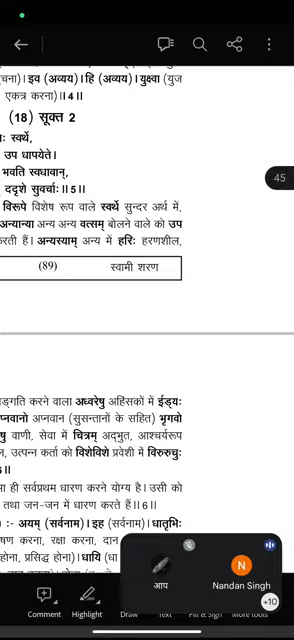 चना)। इव (अव्यय)। हि (अव्यय)। युक्ष्वा (युज
एकत्र करना)।।4।।
(18) सूक्त 2
स्वर्थे,
उप धापयेते।
भवति स्वधावान्,
ददृशे सुवर्चाः॥5॥
45
विरूपे विशेष रूप वाले स्वर्थे सुन्दर अर्थ में,
अन्यान्या अन्य अन्य वत्सम् बोलने वाले को उप
करती हैं। अन्यस्याम् अन्य में हरिः हरणशील,
(89) स्वामी शरण
ङ्गति करने वाला अध्वरेषु अहिंसकों में ईड्यः
प्नवानो अप्नवान (सुसन्तानों के सहित) भृगवो
षु वाणी, सेवा में चित्रम् अद्भुत, आश्चर्यरूप
न, उत्पन्न कर्ता को विशेविशे प्रवेशी में विरुरुचुः
॥
ही सर्वप्रथम धारण करने योग्य है। उसी को
तथा जन-जन में धारण करते हैं॥6॥
:- अयम् (सर्वनाम)। इह (सर्वनाम)। धातृभिः
षण करना, रक्षा करना, दान
होना, प्रसिद्ध होना)। धायि (धा
आप
Nandan Singh
N
+10
Comment Highlight Draw Text Fill & Sign More tools